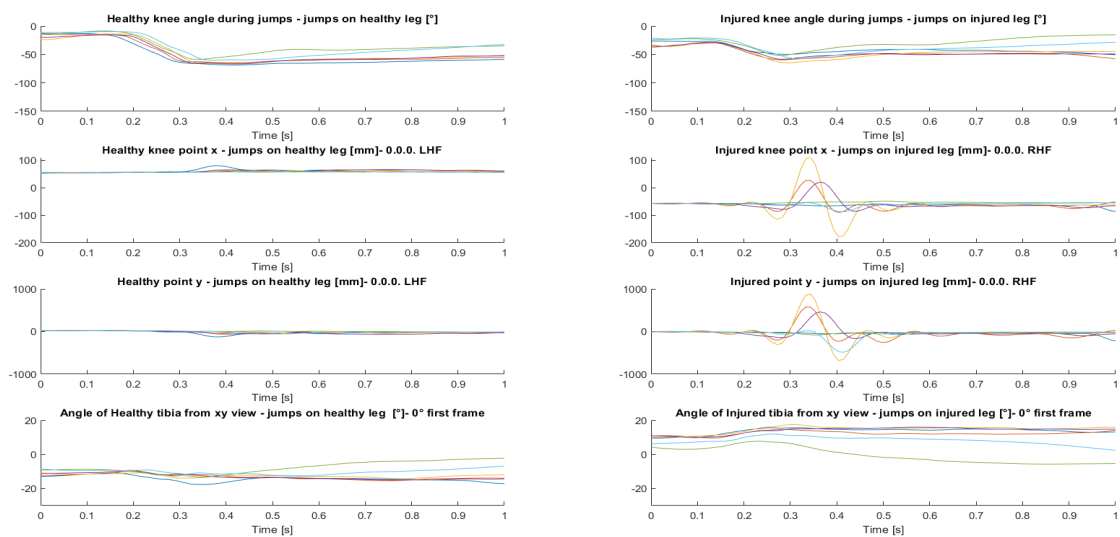 Healthy knee angle during jumps - jumps on healthy leg [°]
0
-50
-100
-150
0 0.1 0.2 0.3 0.4 0.5 0.6 0.7 0.8 0.9 1
Time [s]
Injured knee angle during jumps - jumps on injured leg [°]
0
-50
-100
-150
0 0.1 0.2 0.3 0.4 0.5 0.6 0.7 0.8 0.9 1
Time [s]
Healthy knee point x - jumps on healthy leg [mm]- 0.0.0. LHF
100
0
-100
-200
0 0.1 0.2 0.3 0.4 0.5 0.6 0.7 0.8 0.9 1
Time [s]
Injured knee point x - jumps on injured leg [mm]- 0.0.0. RHF
100
0
-100
-200
0 0.1 0.2 0.3 0.4 0.5 0.6 0.7 0.8 0.9 1
Time [s]
Healthy point y - jumps on healthy leg [mm]- 0.0.0. LHF
1000
0
-1000
0 0.1 0.2 0.3 0.4 0.5 0.6 0.7 0.8 0.9 1
Time [s]
Injured point y - jumps on injured leg [mm]- 0.0.0. RHF
1000
0
-1000
0 0.1 0.2 0.3 0.4 0.5 0.6 0.7 0.8 0.9 1
Time [s]
Angle of Healthy tibia from xy view - jumps on healthy leg  [°]- 0° first frame
20
0
-20
0 0.1 0.2 0.3 0.4 0.5 0.6 0.7 0.8 0.9 1
Time [s]
Angle of Injured tibia from xy view - jumps on injured leg [°]- 0° first frame
20
0
-20
0 0.1 0.2 0.3 0.4 0.5 0.6 0.7 0.8 0.9 1
Time [s]